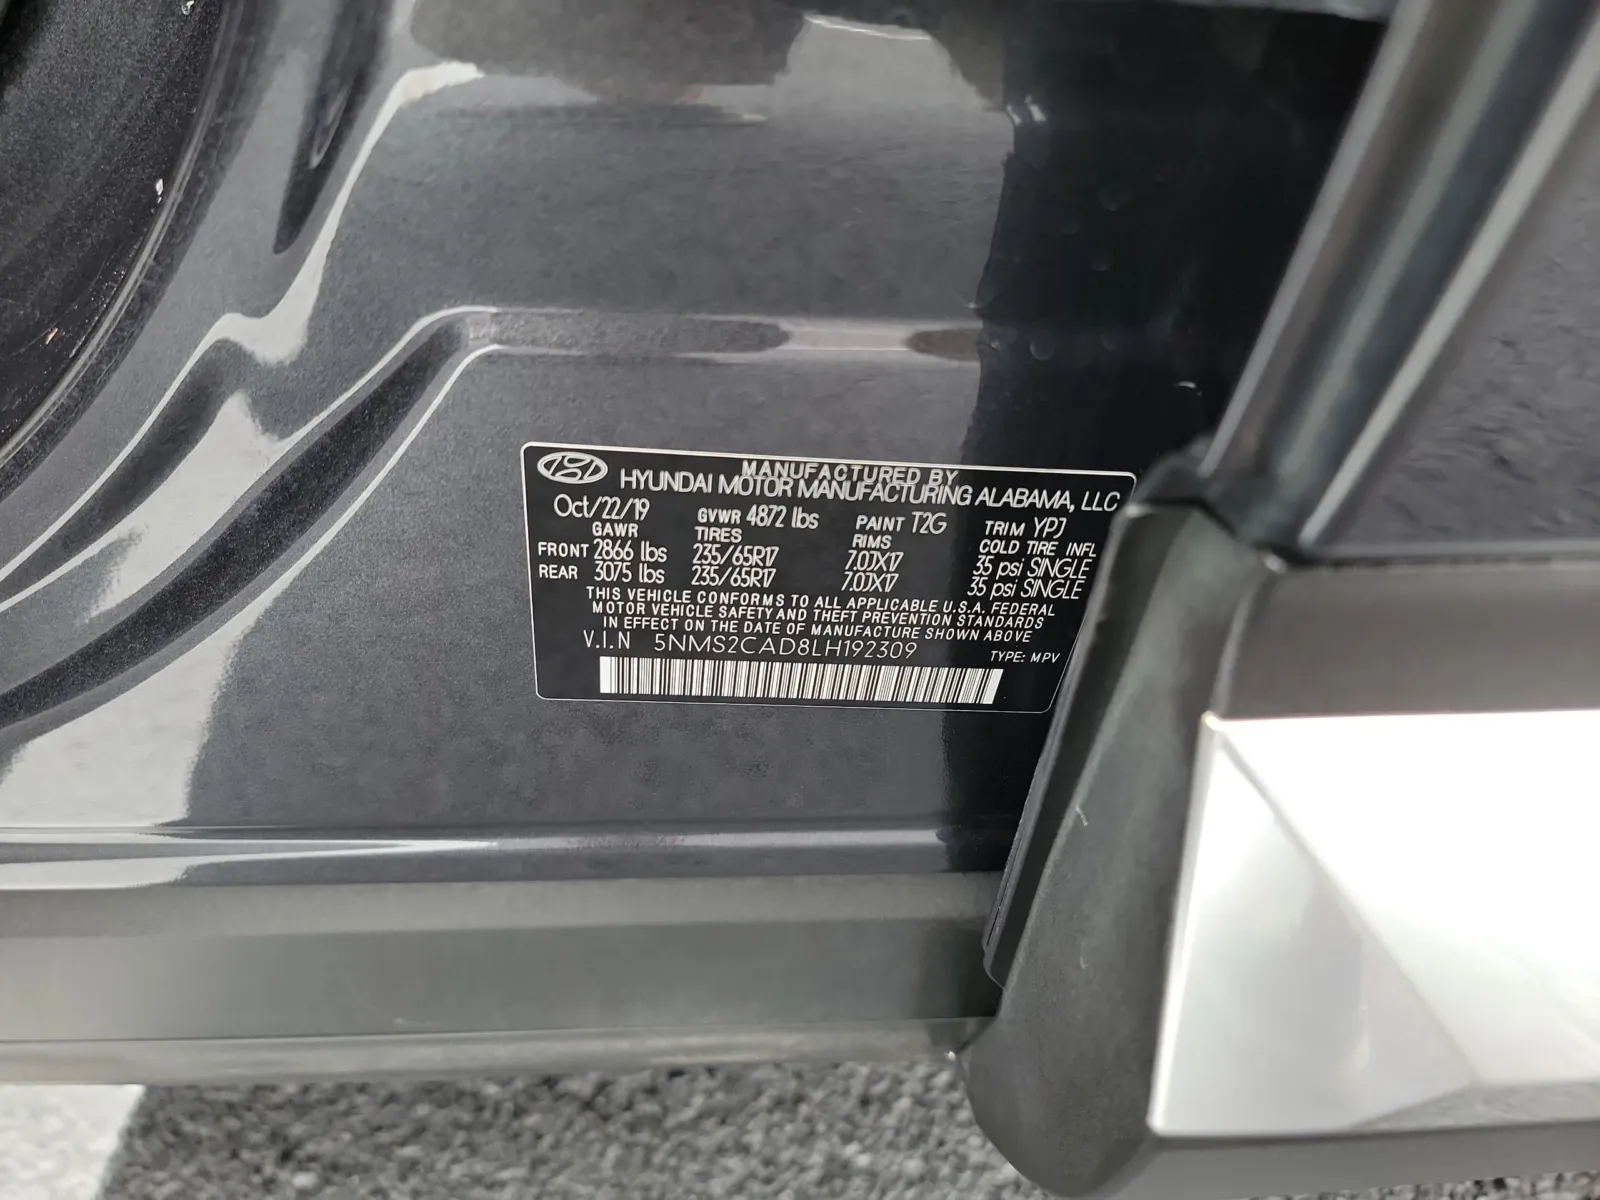 MANUFACTURED BY
HYUNDAI MOTOR MANUFACTURING ALABAMA, LLC
Oct/22/19 GVWR 4872 lbs PAINT T2G TRIM YPJ
GAWR TIRES RIMS COLD TIRE INFL
FRONT 2866 lbs 235/65R17 7.0JX17 35 psi SINGLE
REAR 3075 lbs 235/65R17 7.0JX17 35 psi SINGLE
THIS VEHICLE CONFORMS TO ALL APPLICABLE U.S.A. FEDERAL
MOTOR VEHICLE SAFETY AND THEFT PREVENTION STANDARDS
IN EFFECT ON THE DATE OF MANUFACTURE SHOWN ABOVE
V.I.N 5NMS2CAD8LH192309 TYPE: MPV